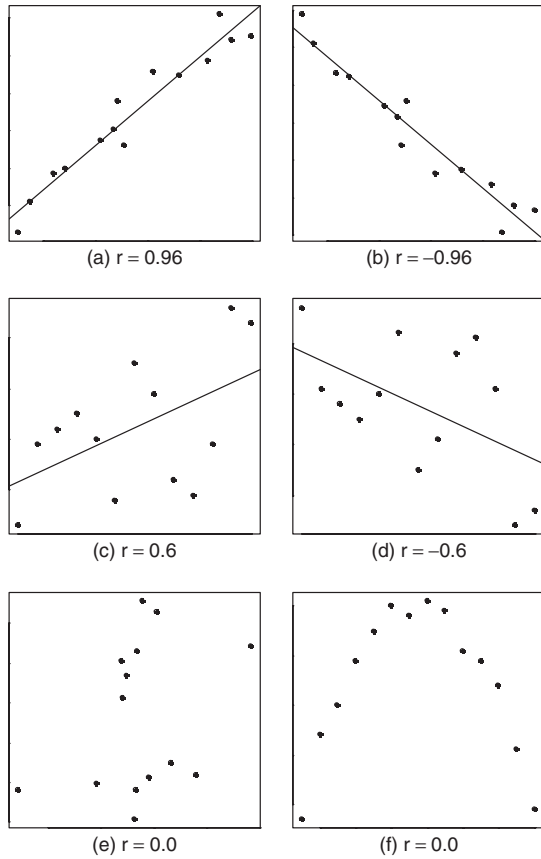 (a) r = 0.96
(b) r = –0.96
(c) r = 0.6
(d) r = –0.6
(e) r = 0.0
(f) r = 0.0